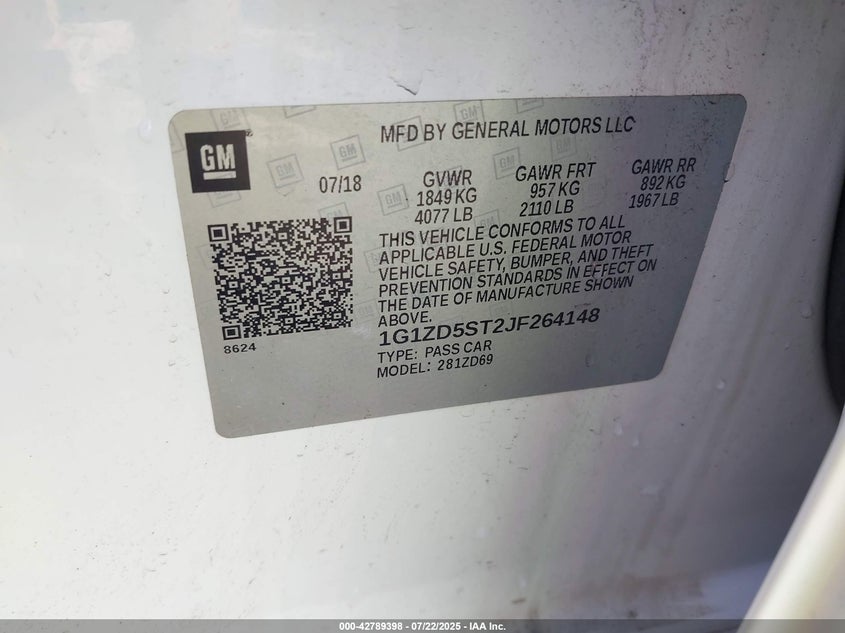 GM
MFD BY GENERAL MOTORS LLC
07/18
GVWR
1849 KG
4077 LB
GAWR FRT
957 KG
2110 LB
GAWR RR
892 KG
1967 LB
THIS VEHICLE CONFORMS TO ALL
APPLICABLE U.S. FEDERAL MOTOR
VEHICLE SAFETY, BUMPER, AND THEFT
PREVENTION STANDARDS IN EFFECT ON
THE DATE OF MANUFACTURE SHOWN
ABOVE.
1G1ZD5ST2JF264148
TYPE: PASS CAR
MODEL: 281ZD69
8624
000-42789398 - 07/22/2025 - IAA Inc.